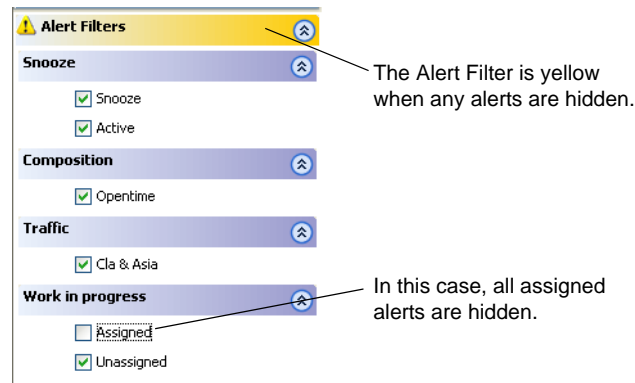 Alert Filters
Snooze
Snooze
Active
Composition
Opentime
Traffic
Cla & Asia
Work in progress
Assigned
Unassigned
The Alert Filter is yellow
when any alerts are hidden.
In this case, all assigned
alerts are hidden.